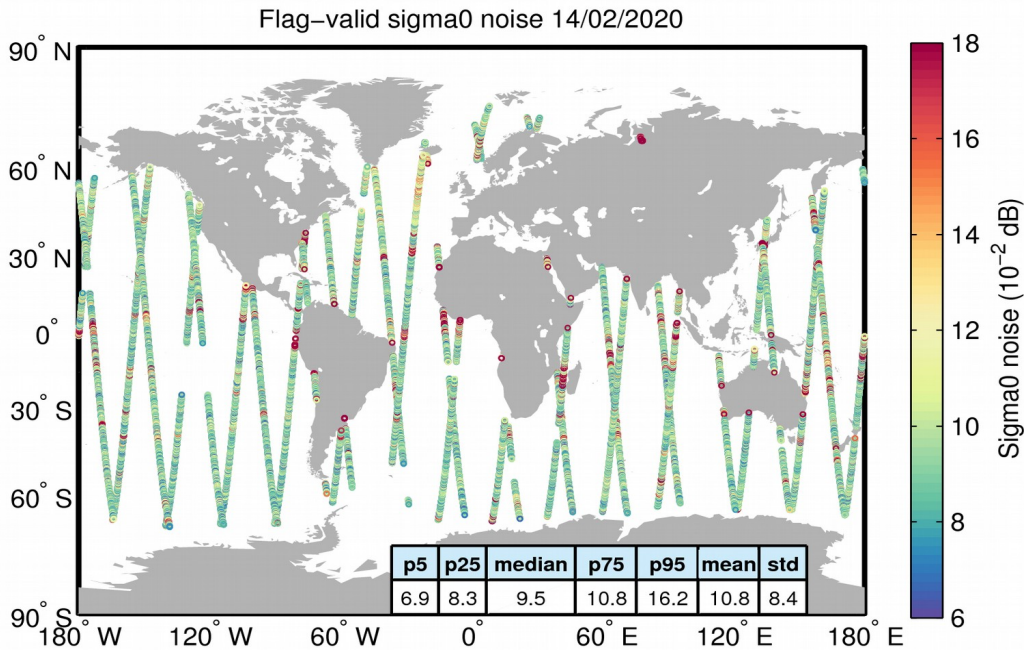 Flag−valid sigma0 noise 14/02/2020
90° N
60° N
30° N
0°
30° S
60° S
90° S
180° W
120° W
60° W
0°
60° E
120° E
180° E
p5 p25 median p75 p95 mean std
6.9 8.3 9.5 10.8 16.2 10.8 8.4
18
16
14
12
10
8
6
Sigma0 noise (10⁻² dB)